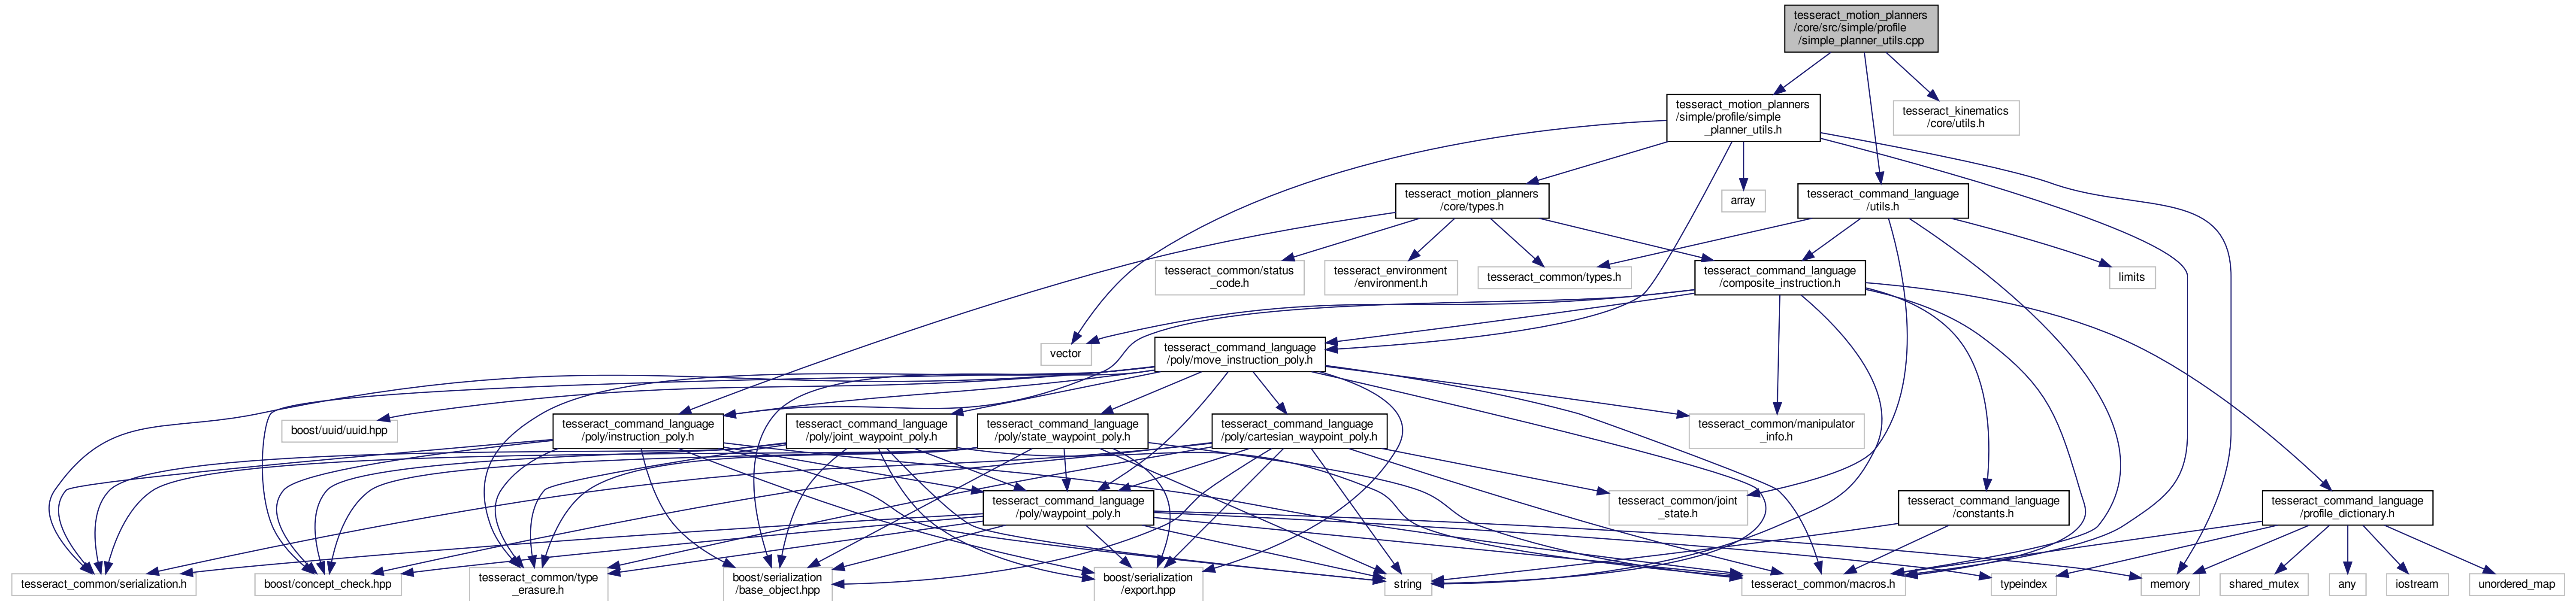 tesseract_motion_planners
/core/src/simple/profile
/simple_planner_utils.cpp
tesseract_motion_planners
/simple/profile/simple
_planner_utils.h
tesseract_kinematics
/core/utils.h
tesseract_motion_planners
/core/types.h
array
tesseract_command_language
/utils.h
tesseract_common/status
_code.h
tesseract_environment
/environment.h
tesseract_common/types.h
tesseract_command_language
/composite_instruction.h
limits
vector
tesseract_command_language
/poly/move_instruction_poly.h
boost/uuid/uuid.hpp
tesseract_command_language
/poly/instruction_poly.h
tesseract_command_language
/poly/joint_waypoint_poly.h
tesseract_command_language
/poly/state_waypoint_poly.h
tesseract_command_language
/poly/cartesian_waypoint_poly.h
tesseract_common/manipulator
_info.h
tesseract_command_language
/poly/waypoint_poly.h
tesseract_common/joint
_state.h
tesseract_command_language
/constants.h
tesseract_command_language
/profile_dictionary.h
tesseract_common/serialization.h
boost/concept_check.hpp
tesseract_common/type
_erasure.h
boost/serialization
/base_object.hpp
boost/serialization
/export.hpp
string
tesseract_common/macros.h
typeindex
memory
shared_mutex
any
iostream
unordered_map